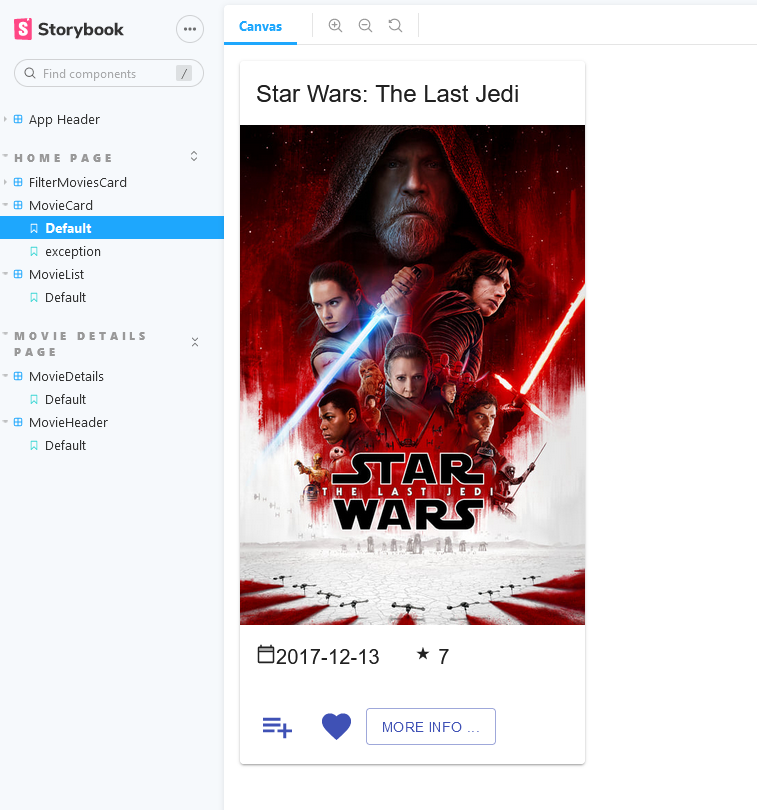 Storybook
Find components
/
App Header
HOME PAGE
FilterMoviesCard
MovieCard
Default
exception
MovieList
Default
MOVIE DETAILS
PAGE
MovieDetails
Default
MovieHeader
Default
Canvas
Star Wars: The Last Jedi
STAR
THE LAST JEDI
WARS
2017-12-13
7
MORE INFO ...